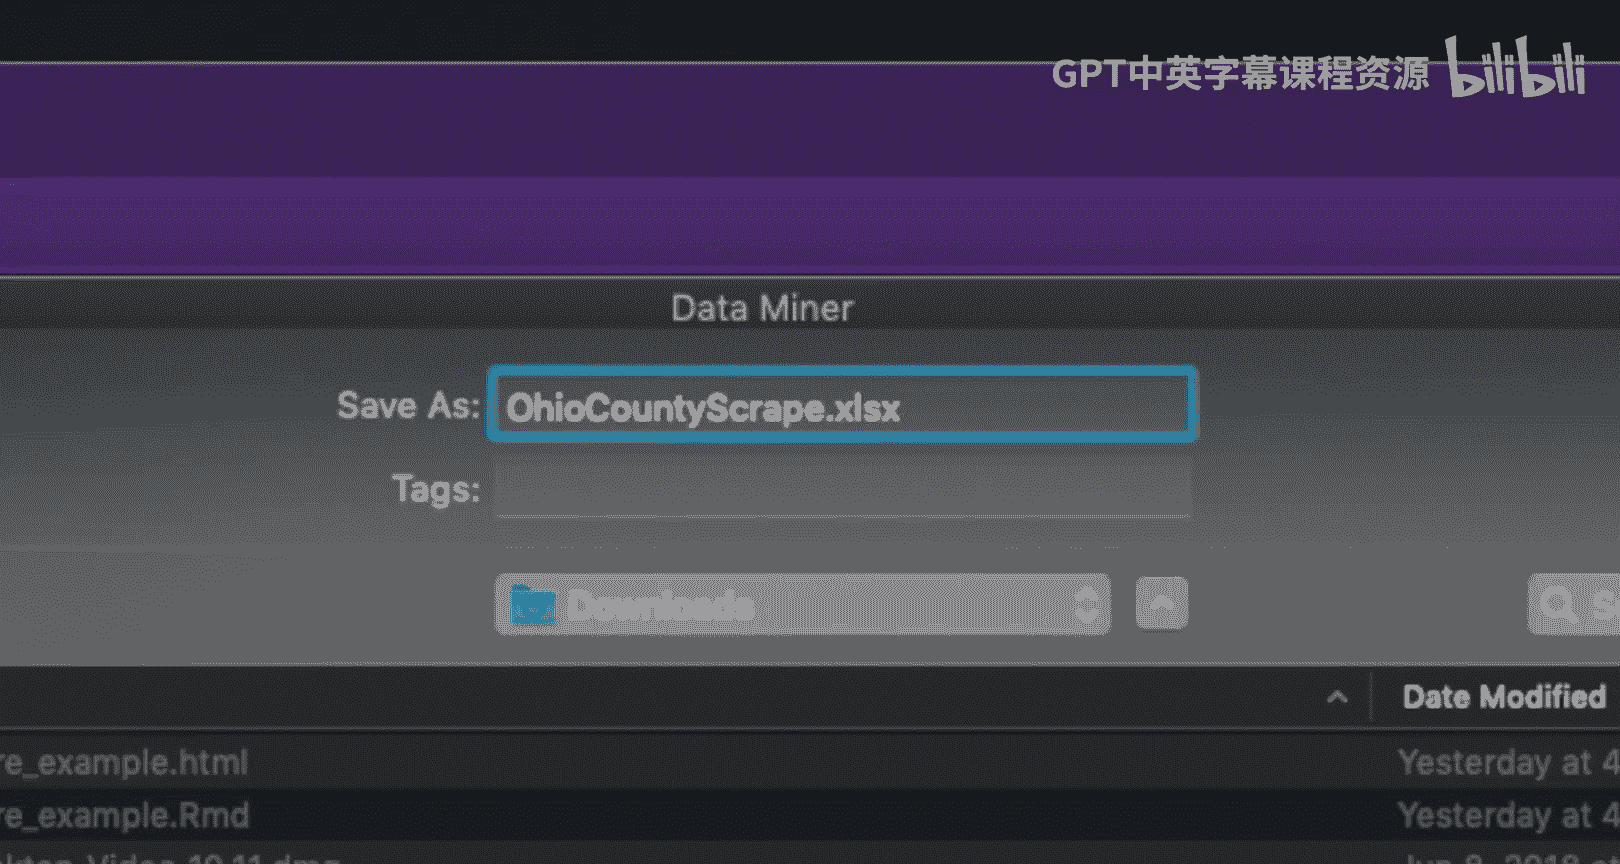 GPT中英字幕课程资源 bilibili
Data Miner
Save As: OhioCountyScrape.xlsx
Tags:
Downloads
Date Modified
re_example.html Yesterday at 4
re_example.Rmd Yesterday at 4